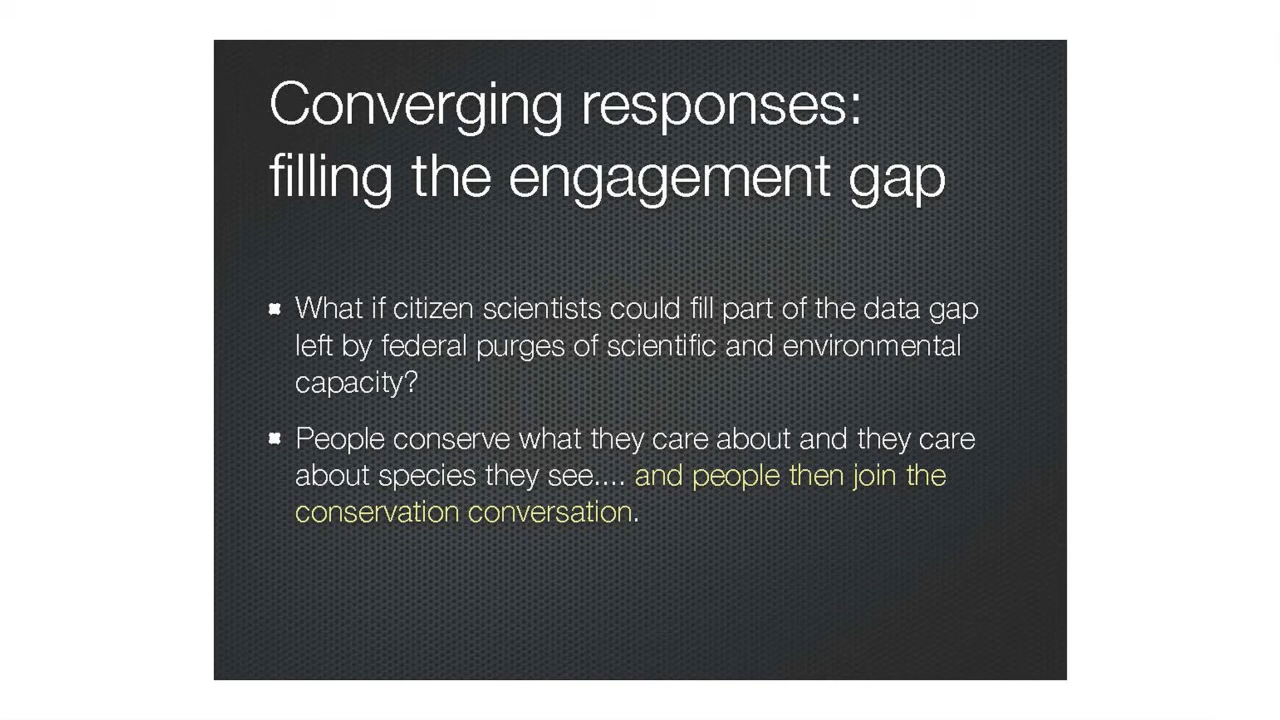 Converging responses:
filling the engagement gap
What if citizen scientists could fill part of the data gap
left by federal purges of scientific and environmental
capacity?
People conserve what they care about and they care
about species they see.... and people then join the
conservation conversation.